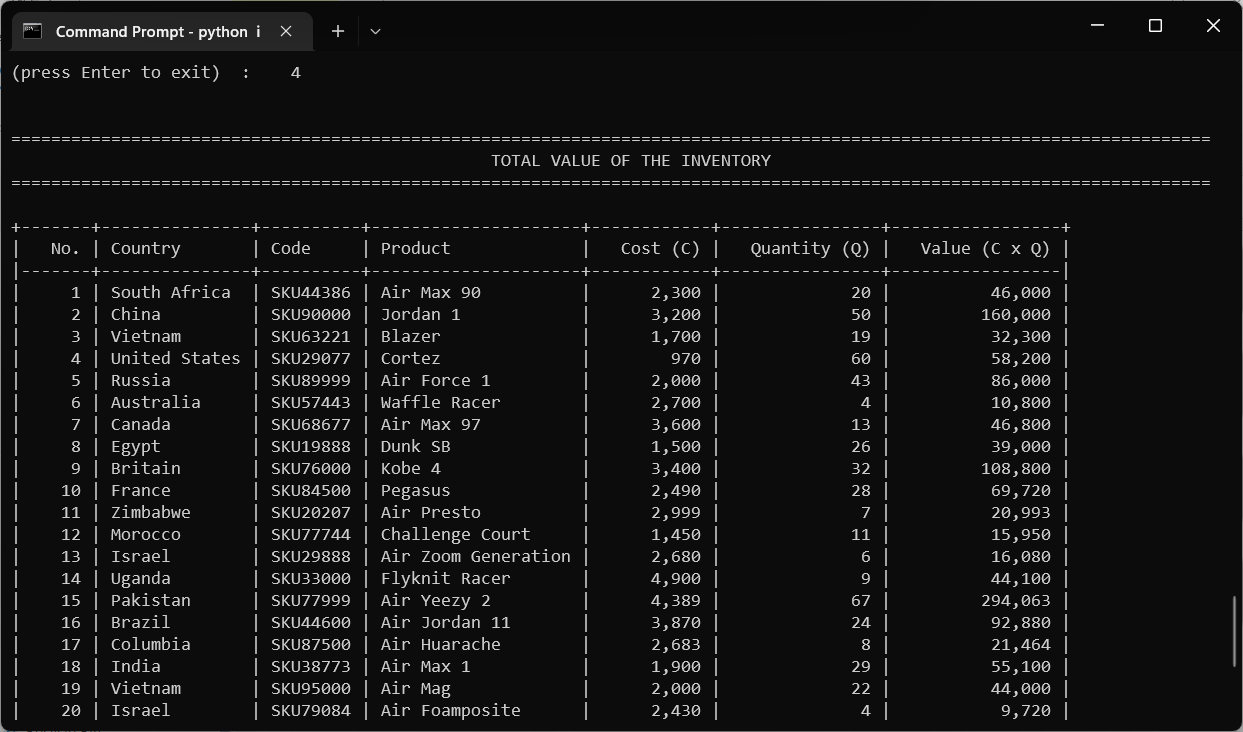 Command Prompt - python i
(press Enter to exit)  :    4
========================================================================================================================
                                                TOTAL VALUE OF THE INVENTORY
========================================================================================================================
+-------+---------------+----------+---------------------+------------+----------------+-----------------+
|   No. | Country       | Code     | Product             |   Cost (C) |   Quantity (Q) |   Value (C x Q) |
|-------+---------------+----------+---------------------+------------+----------------+-----------------|
|     1 | South Africa  | SKU44386 | Air Max 90          |      2,300 |             20 |          46,000 |
|     2 | China         | SKU90000 | Jordan 1            |      3,200 |             50 |         160,000 |
|     3 | Vietnam       | SKU63221 | Blazer              |      1,700 |             19 |          32,300 |
|     4 | United States | SKU29077 | Cortez              |        970 |             60 |          58,200 |
|     5 | Russia        | SKU89999 | Air Force 1         |      2,000 |             43 |          86,000 |
|     6 | Australia     | SKU57443 | Waffle Racer        |      2,700 |              4 |          10,800 |
|     7 | Canada        | SKU68677 | Air Max 97          |      3,600 |             13 |          46,800 |
|     8 | Egypt         | SKU19888 | Dunk SB             |      1,500 |             26 |          39,000 |
|     9 | Britain       | SKU76000 | Kobe 4              |      3,400 |             32 |         108,800 |
|    10 | France        | SKU84500 | Pegasus             |      2,490 |             28 |          69,720 |
|    11 | Zimbabwe      | SKU20207 | Air Presto          |      2,999 |              7 |          20,993 |
|    12 | Morocco       | SKU77744 | Challenge Court     |      1,450 |             11 |          15,950 |
|    13 | Israel        | SKU29888 | Air Zoom Generation |      2,680 |              6 |          16,080 |
|    14 | Uganda        | SKU33000 | Flyknit Racer       |      4,900 |              9 |          44,100 |
|    15 | Pakistan      | SKU77999 | Air Yeezy 2         |      4,389 |             67 |         294,063 |
|    16 | Brazil        | SKU44600 | Air Jordan 11       |      3,870 |             24 |          92,880 |
|    17 | Columbia      | SKU87500 | Air Huarache        |      2,683 |              8 |          21,464 |
|    18 | India         | SKU38773 | Air Max 1           |      1,900 |             29 |          55,100 |
|    19 | Vietnam       | SKU95000 | Air Mag             |      2,000 |             22 |          44,000 |
|    20 | Israel        | SKU79084 | Air Foamposite      |      2,430 |              4 |           9,720 |